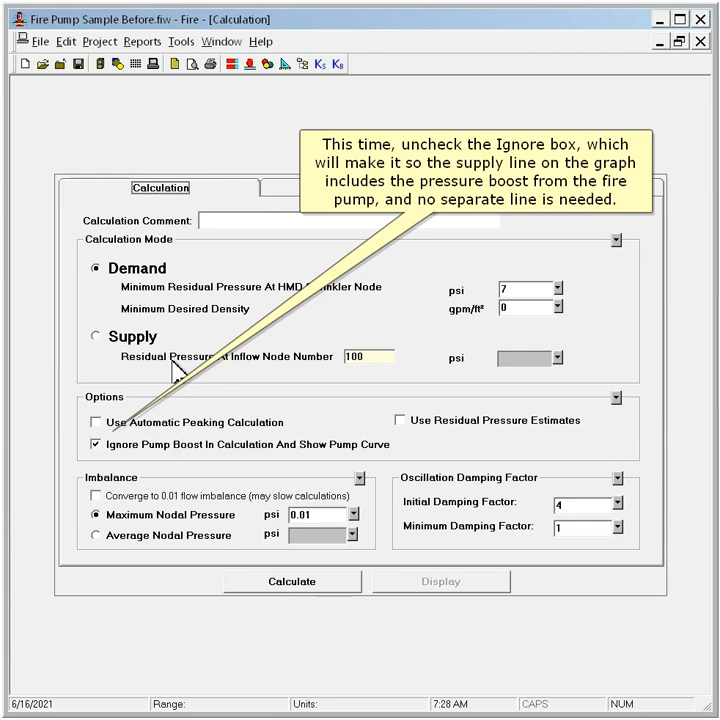 Fire Pump Sample Before.fiw - Fire - [Calculation]
File Edit Project Reports Tools Window Help
KS KB
This time, uncheck the Ignore box, which
will make it so the supply line on the graph
includes the pressure boost from the fire
pump, and no separate line is needed.
Calculation
Calculation Comment:
Calculation Mode
Demand
Minimum Residual Pressure At HMD Sprinkler Node psi 7
Minimum Desired Density gpm/ft² 0
Supply
Residual Pressure At Inflow Node Number 100 psi
Options
Use Automatic Peaking Calculation Use Residual Pressure Estimates
Ignore Pump Boost In Calculation And Show Pump Curve
Imbalance
Converge to 0.01 flow imbalance (may slow calculations)
Maximum Nodal Pressure psi 0.01
Average Nodal Pressure psi
Oscillation Damping Factor
Initial Damping Factor: 4
Minimum Damping Factor: 1
Calculate Display
6/16/2021 Range: Units: 7:28 AM CAPS NUM